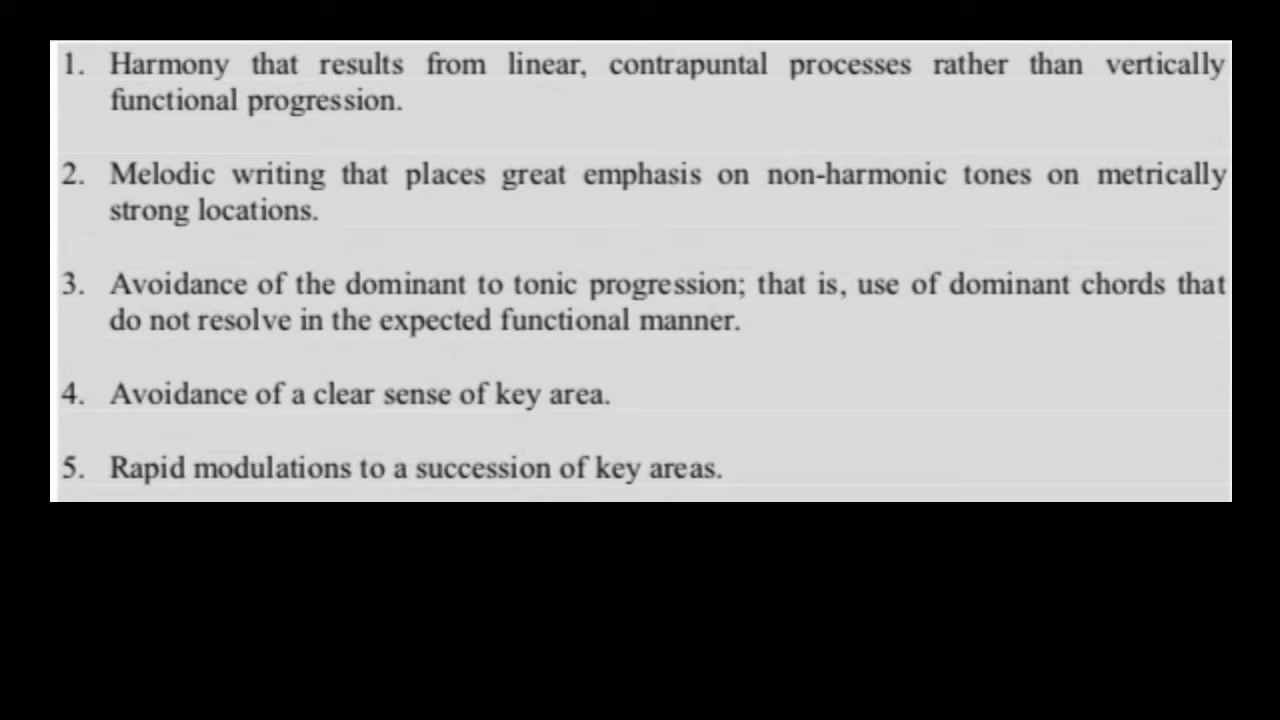 1. Harmony that results from linear, contrapuntal processes rather than vertically
functional progression.
2. Melodic writing that places great emphasis on non-harmonic tones on metrically
strong locations.
3. Avoidance of the dominant to tonic progression; that is, use of dominant chords that
do not resolve in the expected functional manner.
4. Avoidance of a clear sense of key area.
5. Rapid modulations to a succession of key areas.